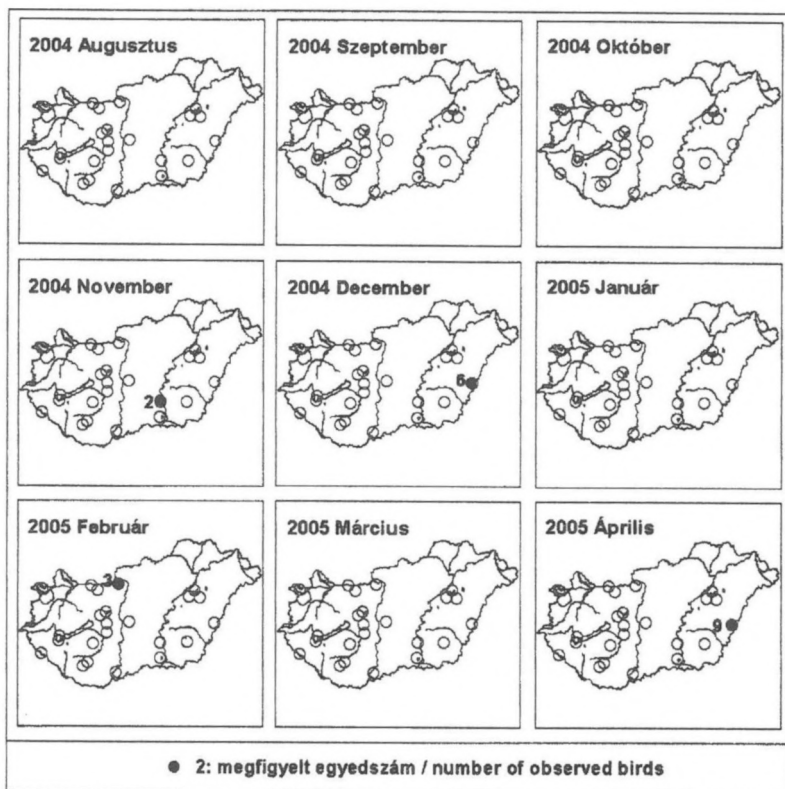 2004 Augusztus
2004 Szeptember
2004 Október
2004 November
2
2004 December
6
2005 Január
2005 Február
3
2005 Március
2005 Április
9
● 2: megfigyelt egyedszám / number of observed birds